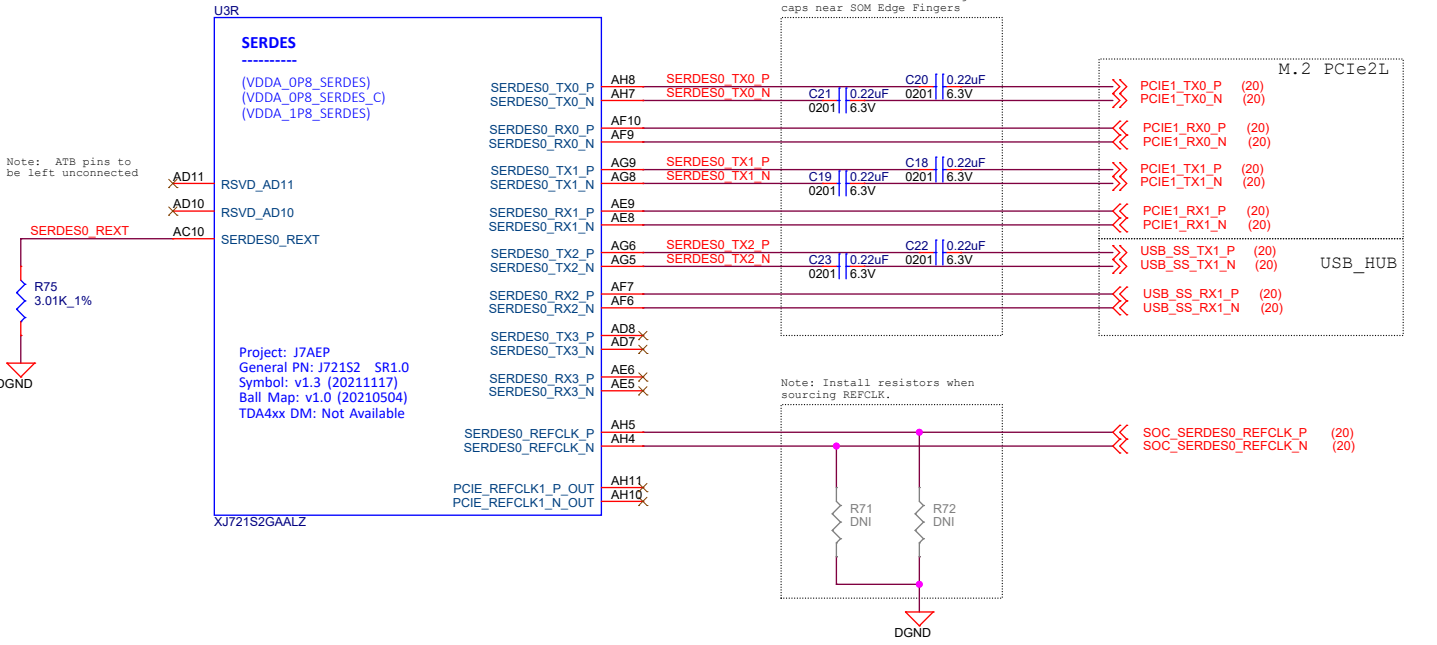 caps near SOM Edge Fingers
U3R
SERDES
----------
(VDDA_0P8_SERDES)
(VDDA_0P8_SERDES_C)
(VDDA_1P8_SERDES)
Note: ATB pins to
be left unconnected
AD11
RSVD_AD11
AD10
RSVD_AD10
SERDES0_REXT
AC10
SERDES0_REXT
R75
3.01K_1%
DGND
Project: J7AEP
General PN: J721S2 SR1.0
Symbol: v1.3 (20211117)
Ball Map: v1.0 (20210504)
TDA4xx DM: Not Available
XJ721S2GAALZ
SERDES0_TX0_P AH8 SERDES0_TX0_P
SERDES0_TX0_N AH7 SERDES0_TX0_N
SERDES0_RX0_P AF10
SERDES0_RX0_N AF9
SERDES0_TX1_P AG9 SERDES0_TX1_P
SERDES0_TX1_N AG8 SERDES0_TX1_N
SERDES0_RX1_P AE9
SERDES0_RX1_N AE8
SERDES0_TX2_P AG6 SERDES0_TX2_P
SERDES0_TX2_N AG5 SERDES0_TX2_N
SERDES0_RX2_P AF7
SERDES0_RX2_N AF6
SERDES0_TX3_P AD8
SERDES0_TX3_N AD7
SERDES0_RX3_P AE6
SERDES0_RX3_N AE5
SERDES0_REFCLK_P AH5
SERDES0_REFCLK_N AH4
PCIE_REFCLK1_P_OUT AH11
PCIE_REFCLK1_N_OUT AH10
C20 0.22uF
0201 6.3V
C21 0.22uF
0201 6.3V
C18 0.22uF
0201 6.3V
C19 0.22uF
0201 6.3V
C22 0.22uF
0201 6.3V
C23 0.22uF
0201 6.3V
M.2 PCIe2L
PCIE1_TX0_P (20)
PCIE1_TX0_N (20)
PCIE1_RX0_P (20)
PCIE1_RX0_N (20)
PCIE1_TX1_P (20)
PCIE1_TX1_N (20)
PCIE1_RX1_P (20)
PCIE1_RX1_N (20)
USB_SS_TX1_P (20)
USB_SS_TX1_N (20)
USB_HUB
USB_SS_RX1_P (20)
USB_SS_RX1_N (20)
Note: Install resistors when
sourcing REFCLK.
SOC_SERDES0_REFCLK_P (20)
SOC_SERDES0_REFCLK_N (20)
R71
DNI
R72
DNI
DGND